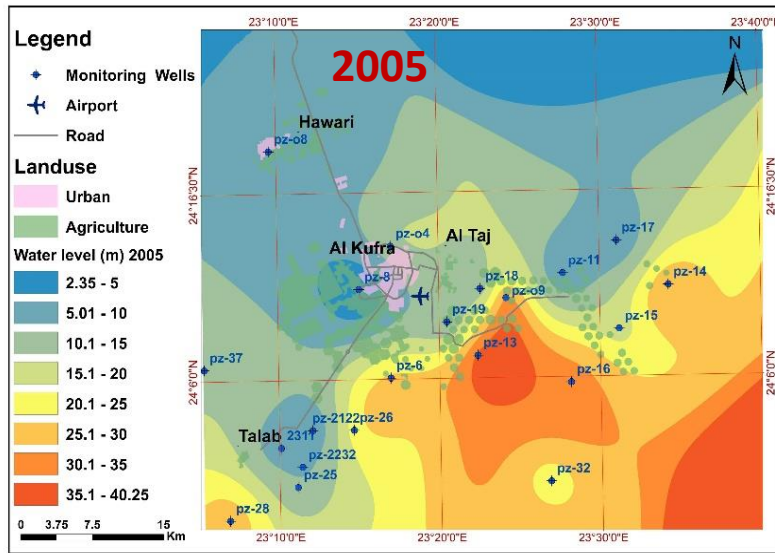 Legend
Monitoring Wells
Airport
Road
Landuse
Urban
Agriculture
Water level (m) 2005
2.35 - 5
5.01 - 10
10.1 - 15
15.1 - 20
20.1 - 25
25.1 - 30
30.1 - 35
35.1 - 40.25
0 3.75 7.5 15
Km
23°10'0"E 23°20'0"E 23°30'0"E 23°40'0"E
2005
N
Hawari
pz-o8
24°16'30"N 24°16'30"N
pz-o4 Al Taj pz-17
Al Kufra
pz-8 pz-18 pz-11 pz-14
pz-o9
pz-19 pz-15
pz-13
pz-37 pz-6 pz-16
24°6'0"N 24°6'0"N
pz-2122 pz-26
Talab 2311
pz-2232
pz-25 pz-32
pz-28
23°10'0"E 23°20'0"E 23°30'0"E